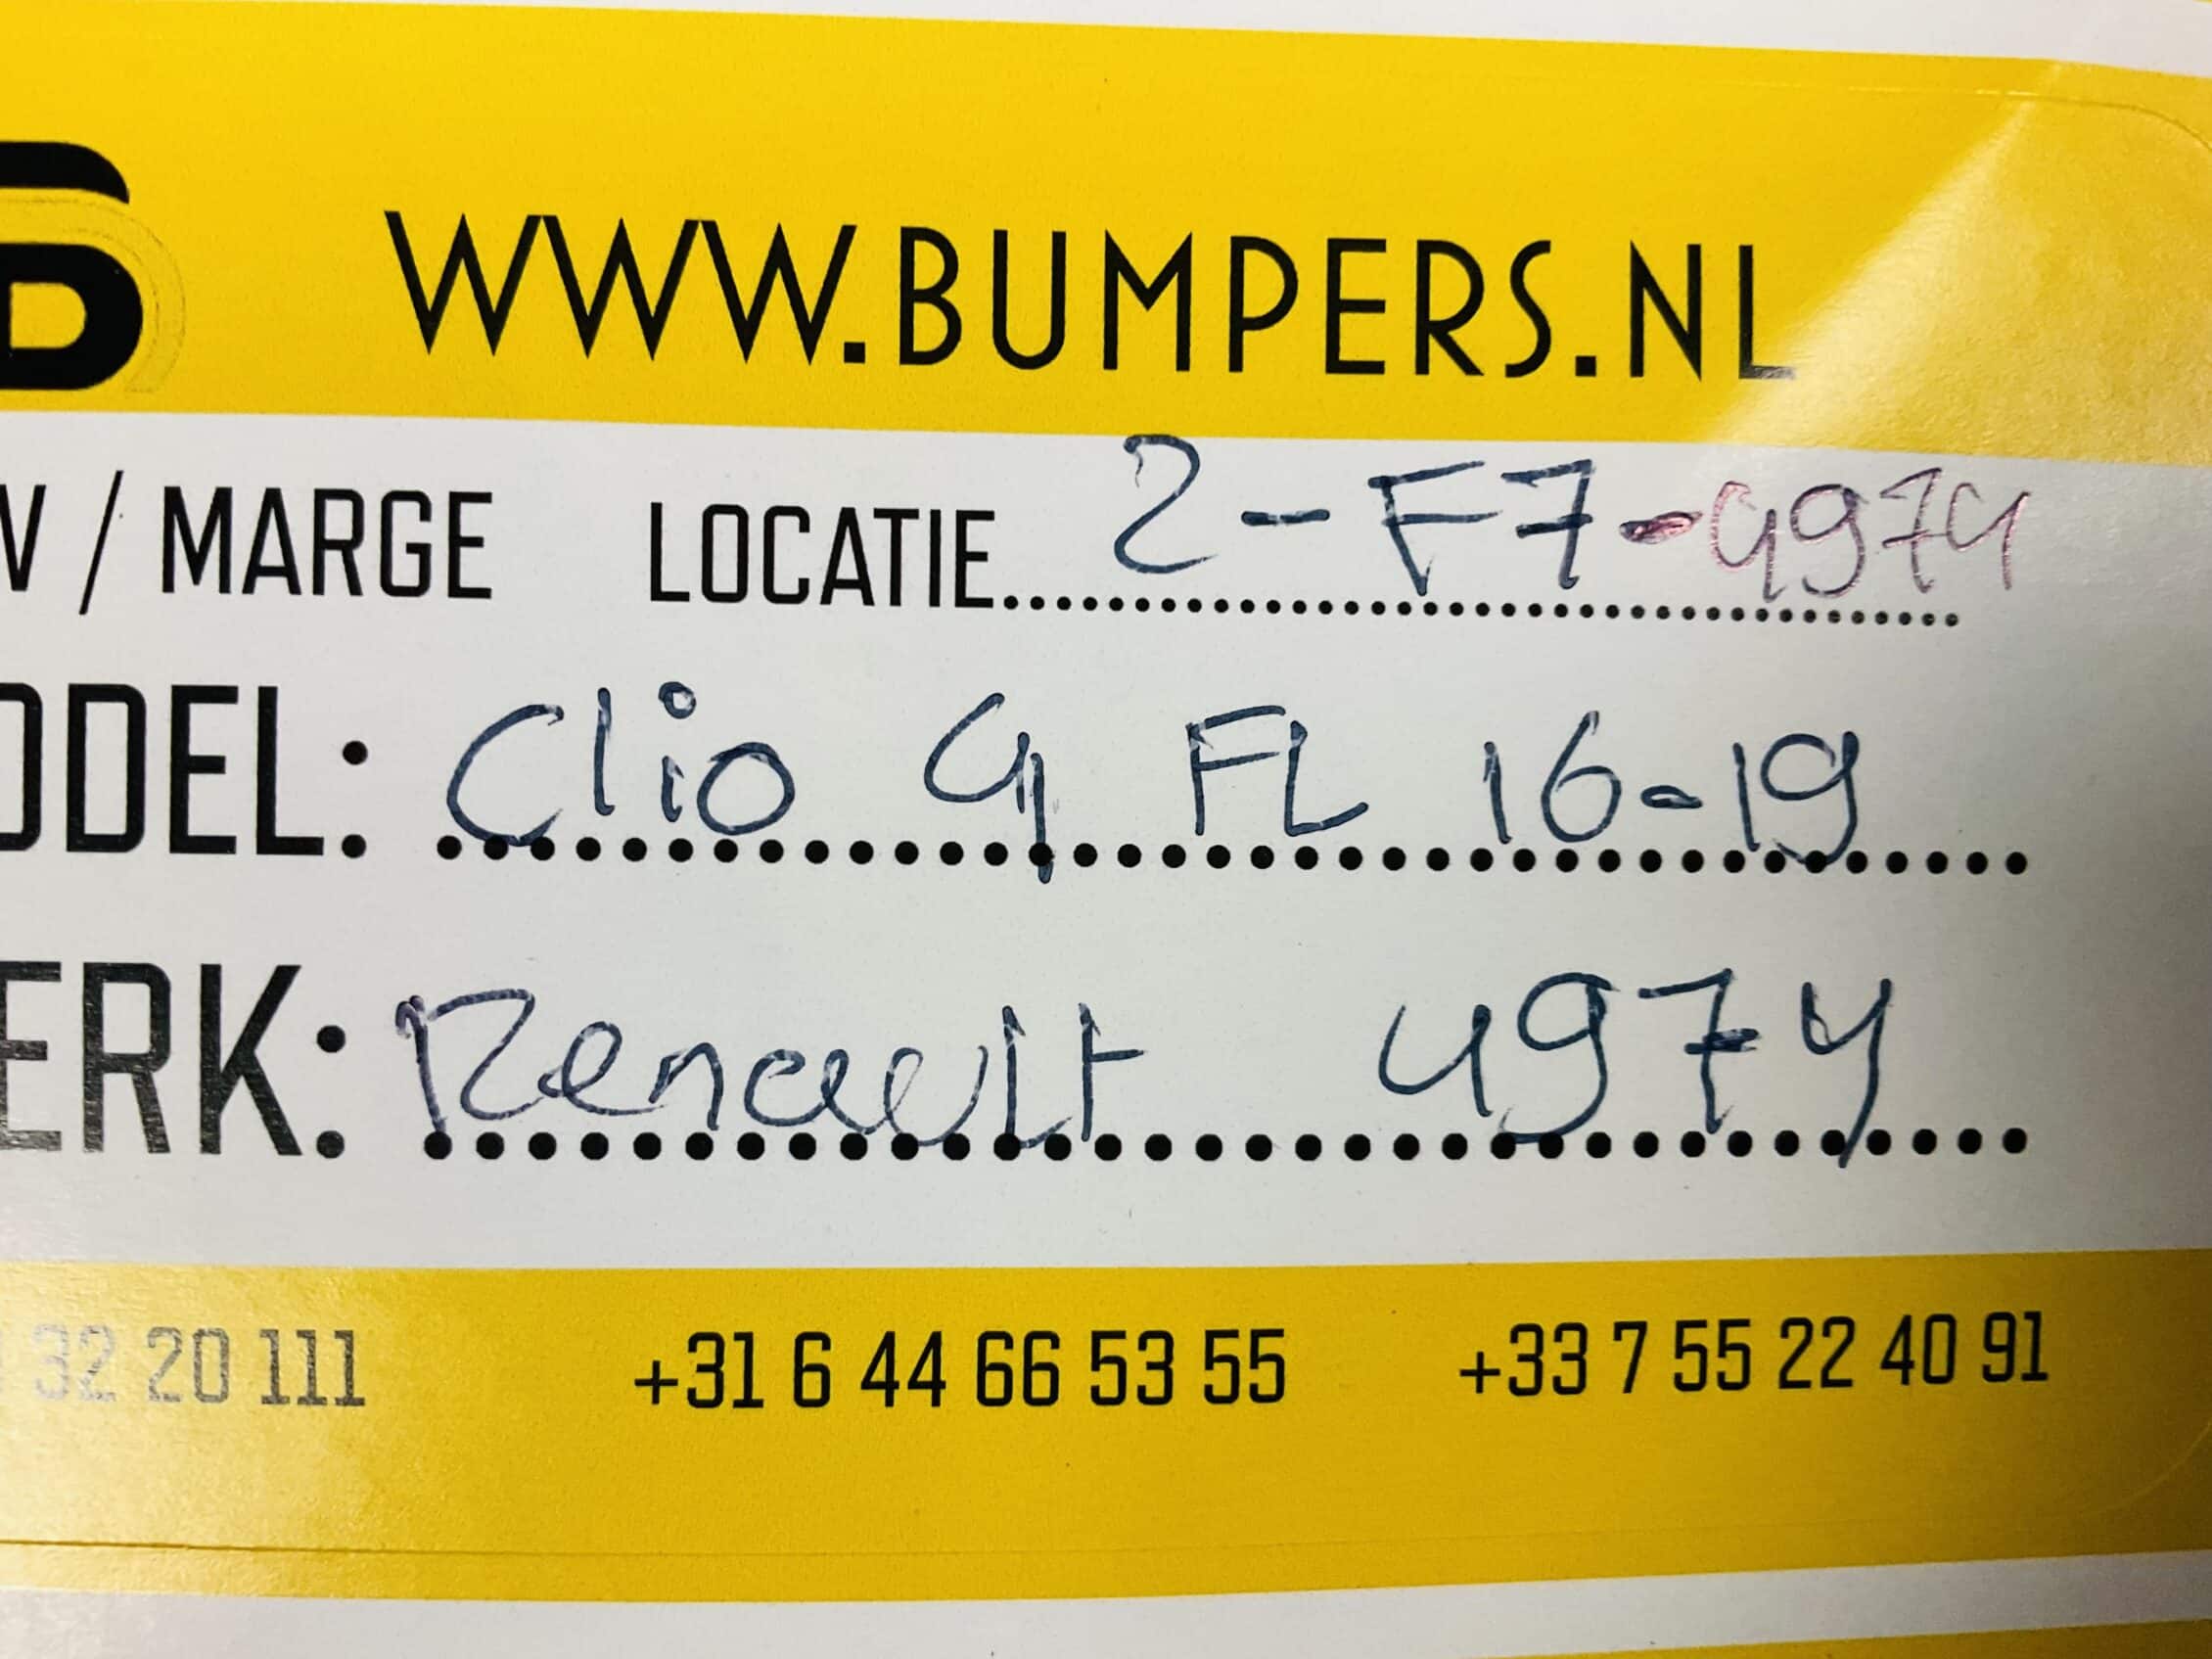 WWW.BUMPERS.NL
/ MARGE LOCATIE 2-F7-4974
ODEL: Clio 4 FL 16-19
ERK: Renault 4974
32 20 111 +31 6 44 66 53 55 +33 7 55 22 40 91